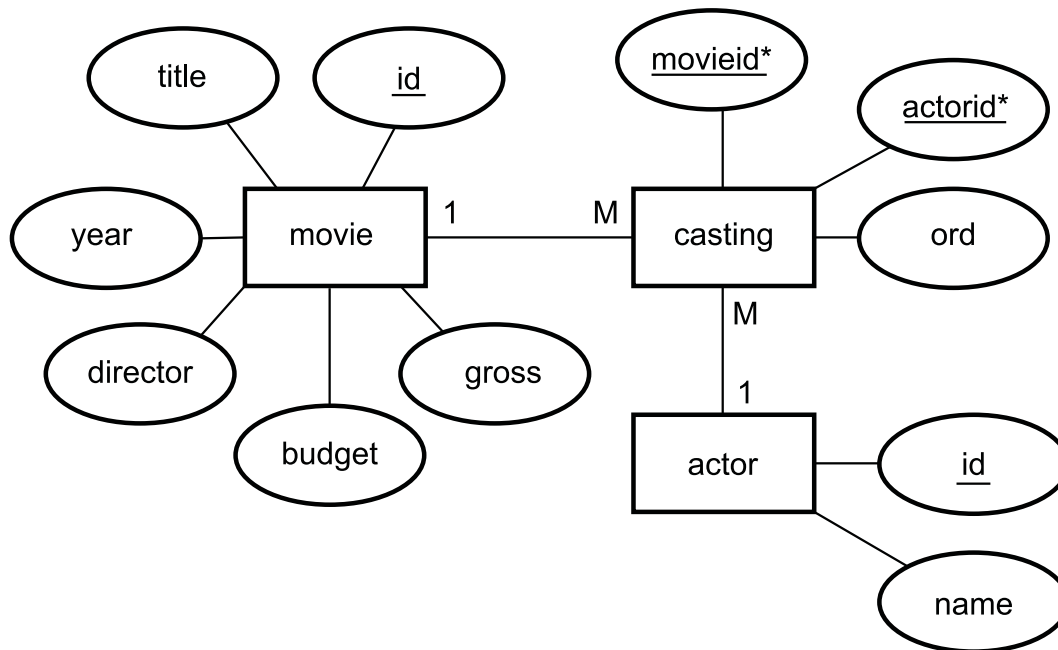 movieid*
title
id
actorid*
1
M
year
movie
casting
ord
M
director
gross
1
budget
actor
id
name